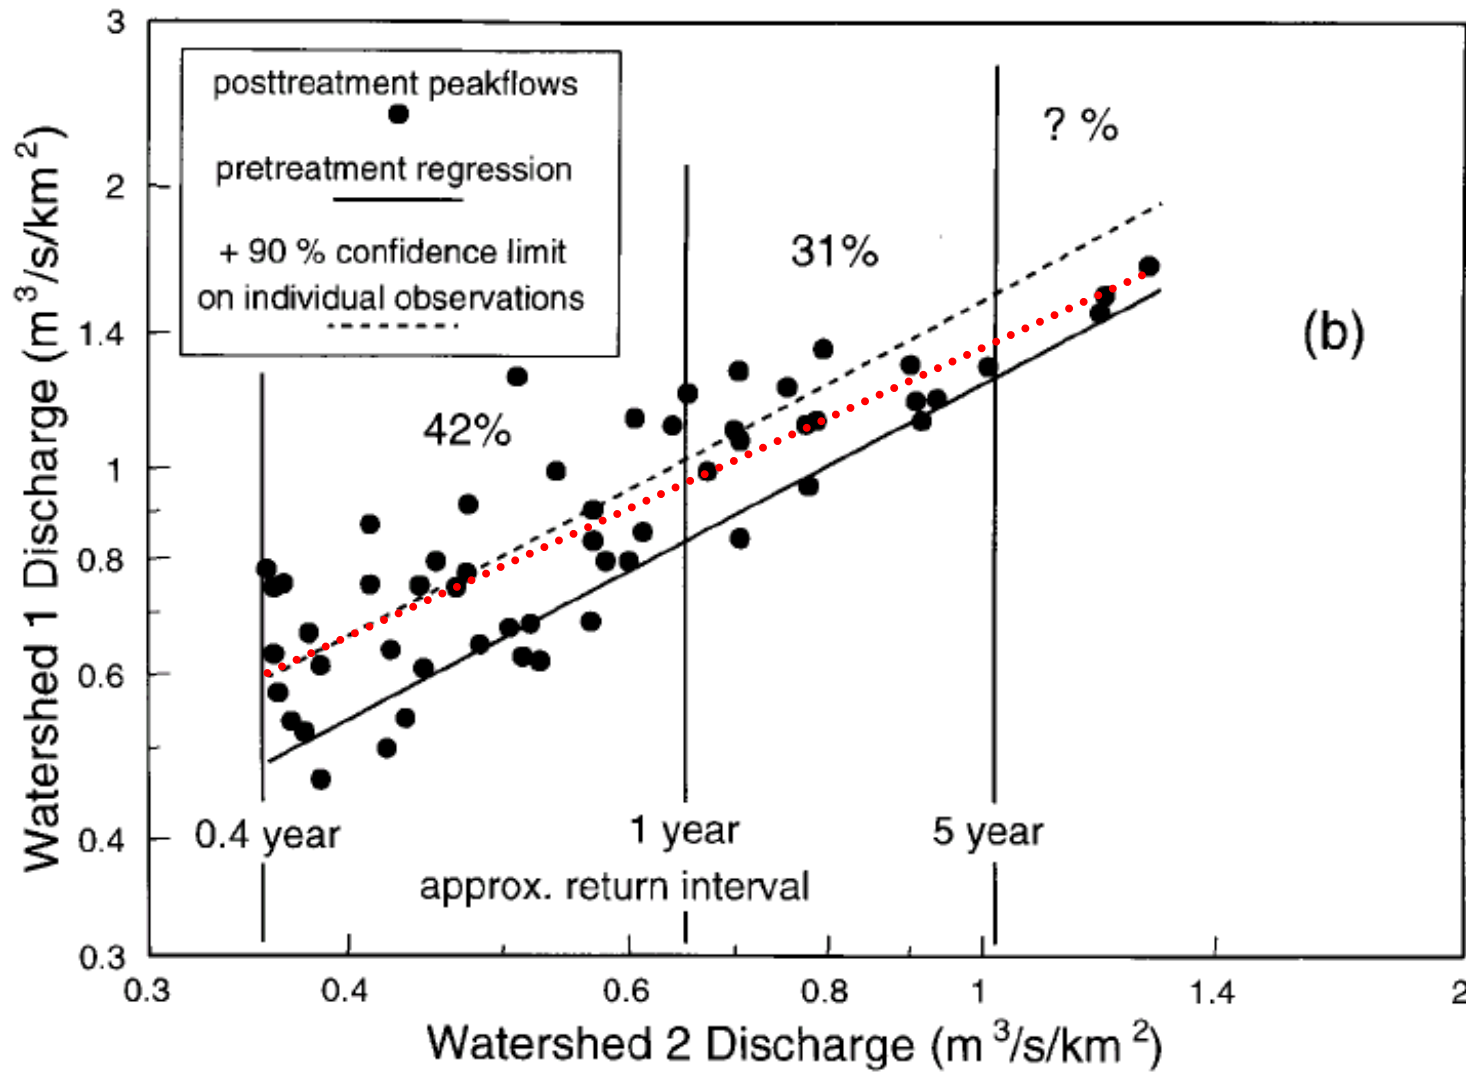 3
2
1.4
1
0.8
0.6
0.4
0.3
Watershed 1 Discharge (m³/s/km²)
posttreatment peakflows
pretreatment regression
+ 90 % confidence limit
on individual observations
? %
31%
42%
(b)
0.4 year
1 year
5 year
approx. return interval
0.3
0.4
0.6
0.8
1
1.4
2
Watershed 2 Discharge (m³/s/km²)